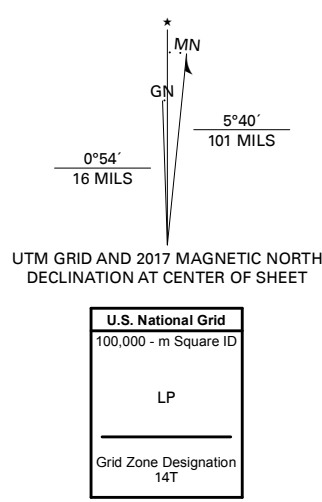 ★
MN
GN
5°40´
101 MILS
0°54´
16 MILS
UTM GRID AND 2017 MAGNETIC NORTH
DECLINATION AT CENTER OF SHEET
U.S. National Grid
100,000 - m Square ID
LP
Grid Zone Designation
14T